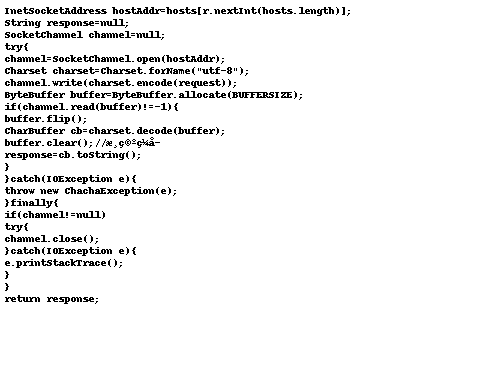 InetSocketAddress hostAddr=hosts[r.nextInt(hosts.length)];
String response=null;
SocketChannel channel=null;
try{
channel=SocketChannel.open(hostAddr);
Charset charset=Charset.forName("utf-8");
channel.write(charset.encode(request));
ByteBuffer buffer=ByteBuffer.allocate(BUFFERSIZE);
if(channel.read(buffer)!=-1){
buffer.flip();
CharBuffer cb=charset.decode(buffer);
buffer.clear();//æ¸ç©ºç¼å­
response=cb.toString();
}
}catch(IOException e){
throw new ChachaException(e);
}finally{
if(channel!=null)
try{
channel.close();
}catch(IOException e){
e.printStackTrace();
}
}
return response;